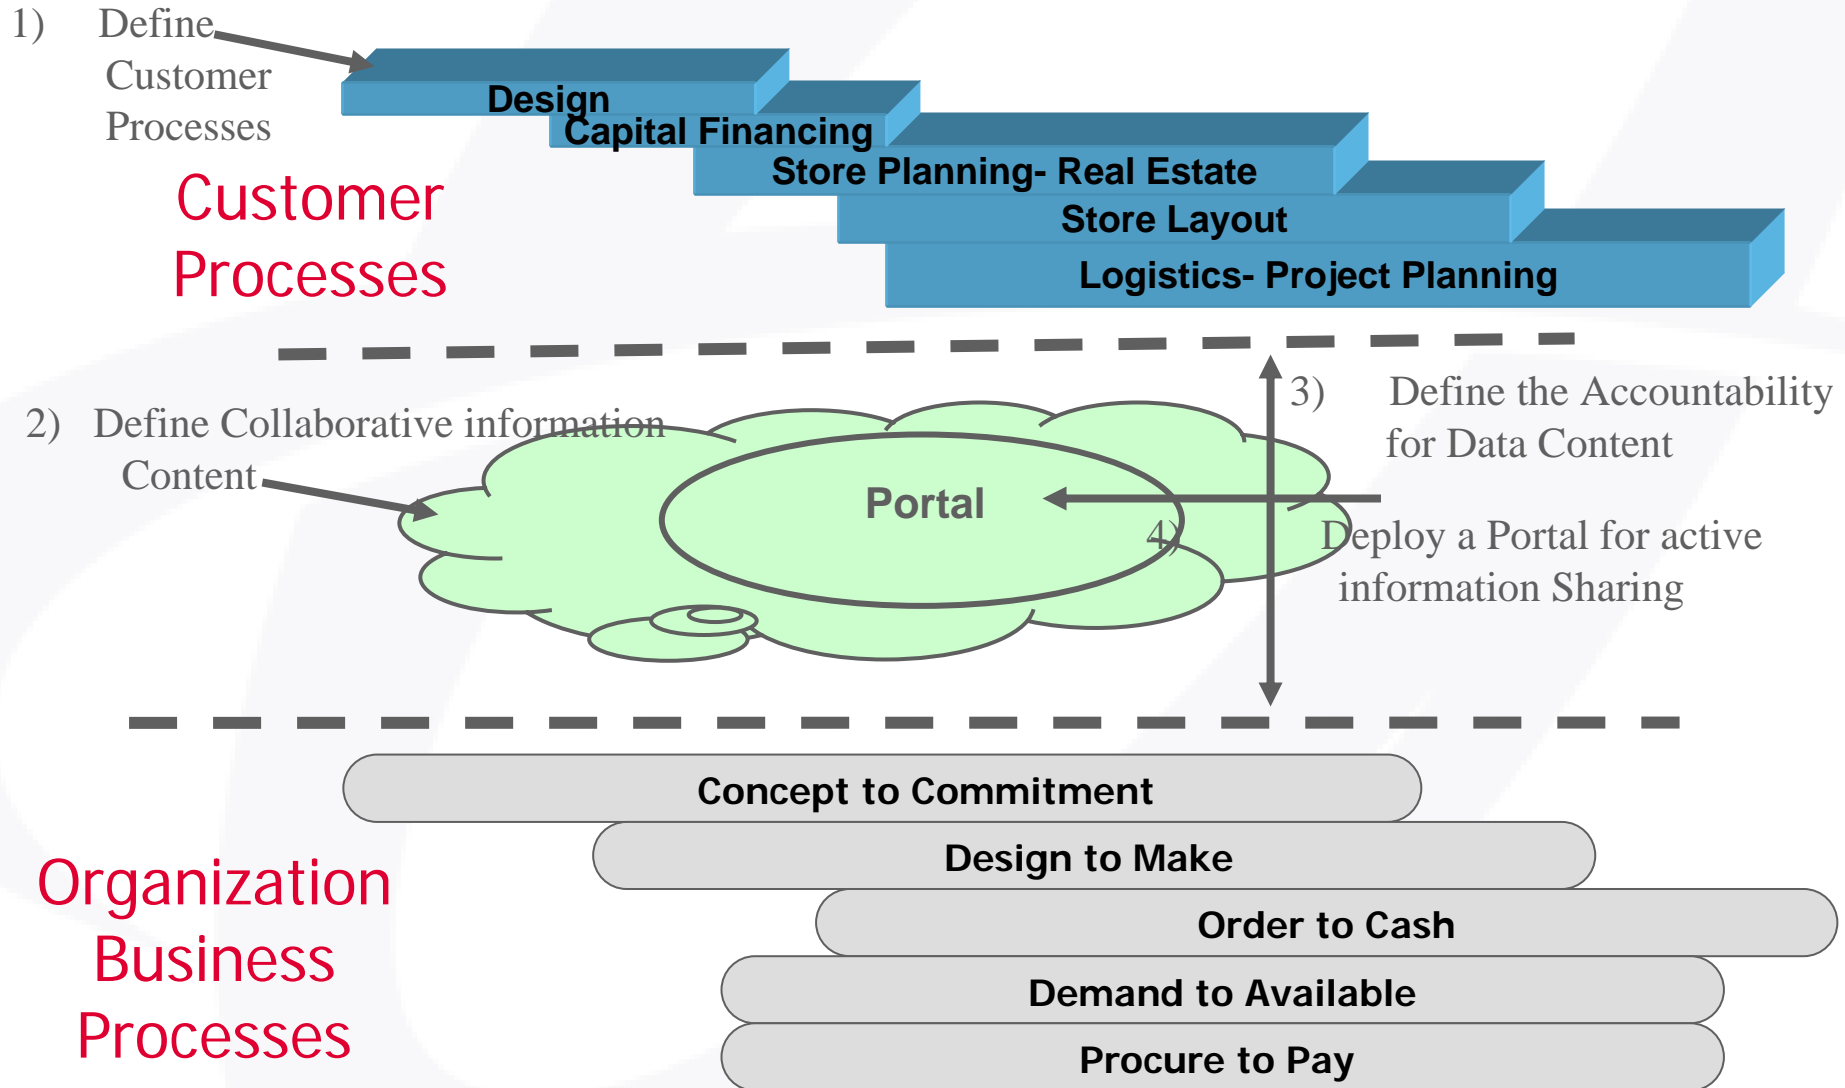 1) Define
Customer
Processes
Design
Capital Financing
Store Planning- Real Estate
Store Layout
Logistics- Project Planning
Customer
Processes
2) Define Collaborative information
Content
3) Define the Accountability
for Data Content
Portal
4) Deploy a Portal for active
information Sharing
Concept to Commitment
Design to Make
Order to Cash
Demand to Available
Procure to Pay
Organization
Business
Processes